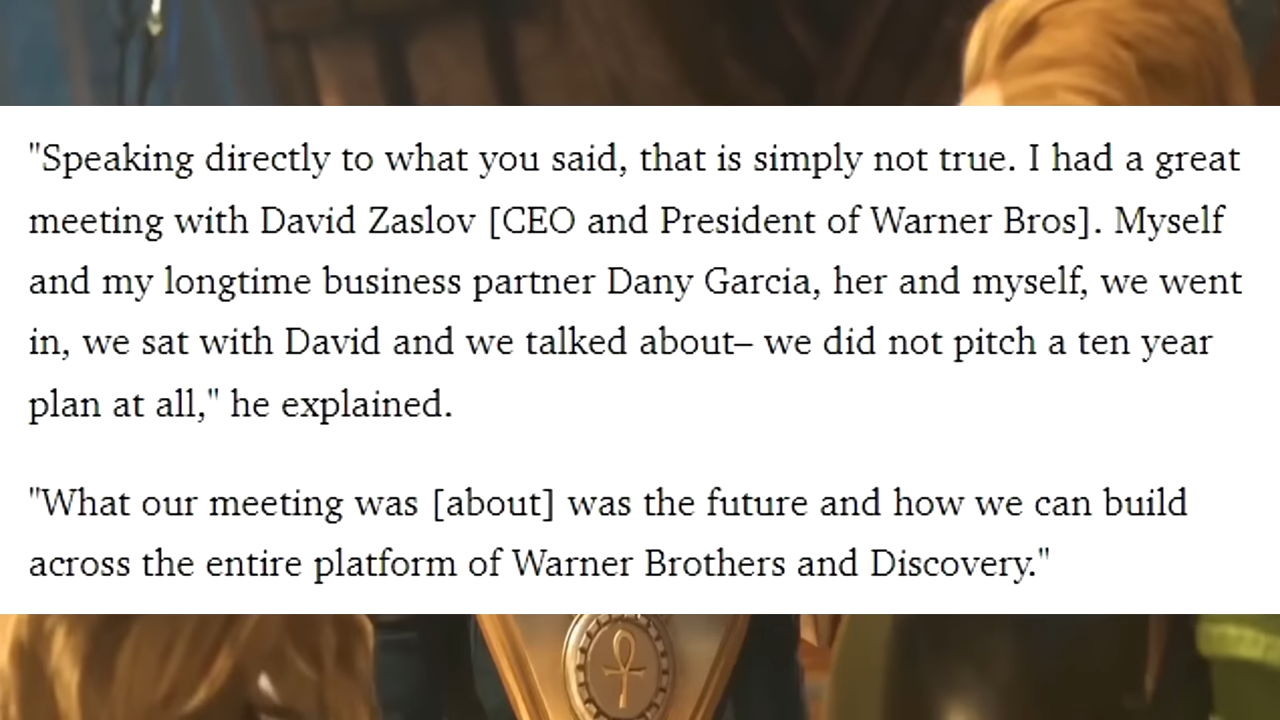 "Speaking directly to what you said, that is simply not true. I had a great
meeting with David Zaslov [CEO and President of Warner Bros]. Myself
and my longtime business partner Dany Garcia, her and myself, we went
in, we sat with David and we talked about– we did not pitch a ten year
plan at all," he explained.
"What our meeting was [about] was the future and how we can build
across the entire platform of Warner Brothers and Discovery."